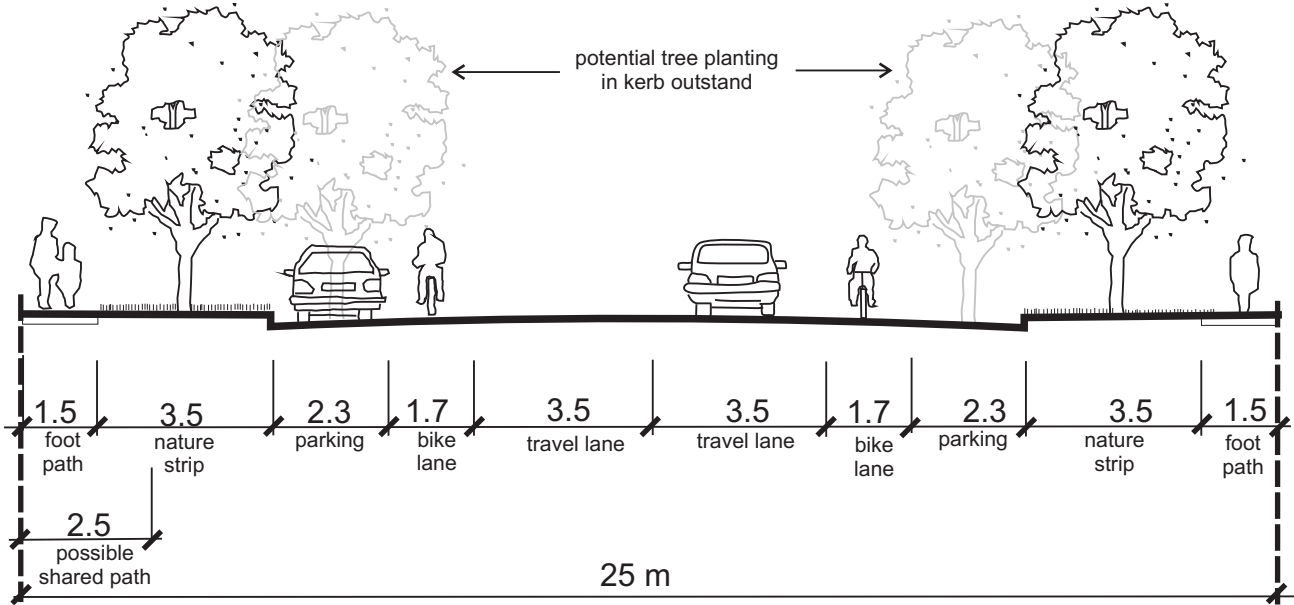 potential tree planting
in kerb outstand
1.5
foot
path
3.5
nature
strip
2.3
parking
1.7
bike
lane
3.5
travel lane
3.5
travel lane
1.7
bike
lane
2.3
parking
3.5
nature
strip
1.5
foot
path
2.5
possible
shared path
25 m